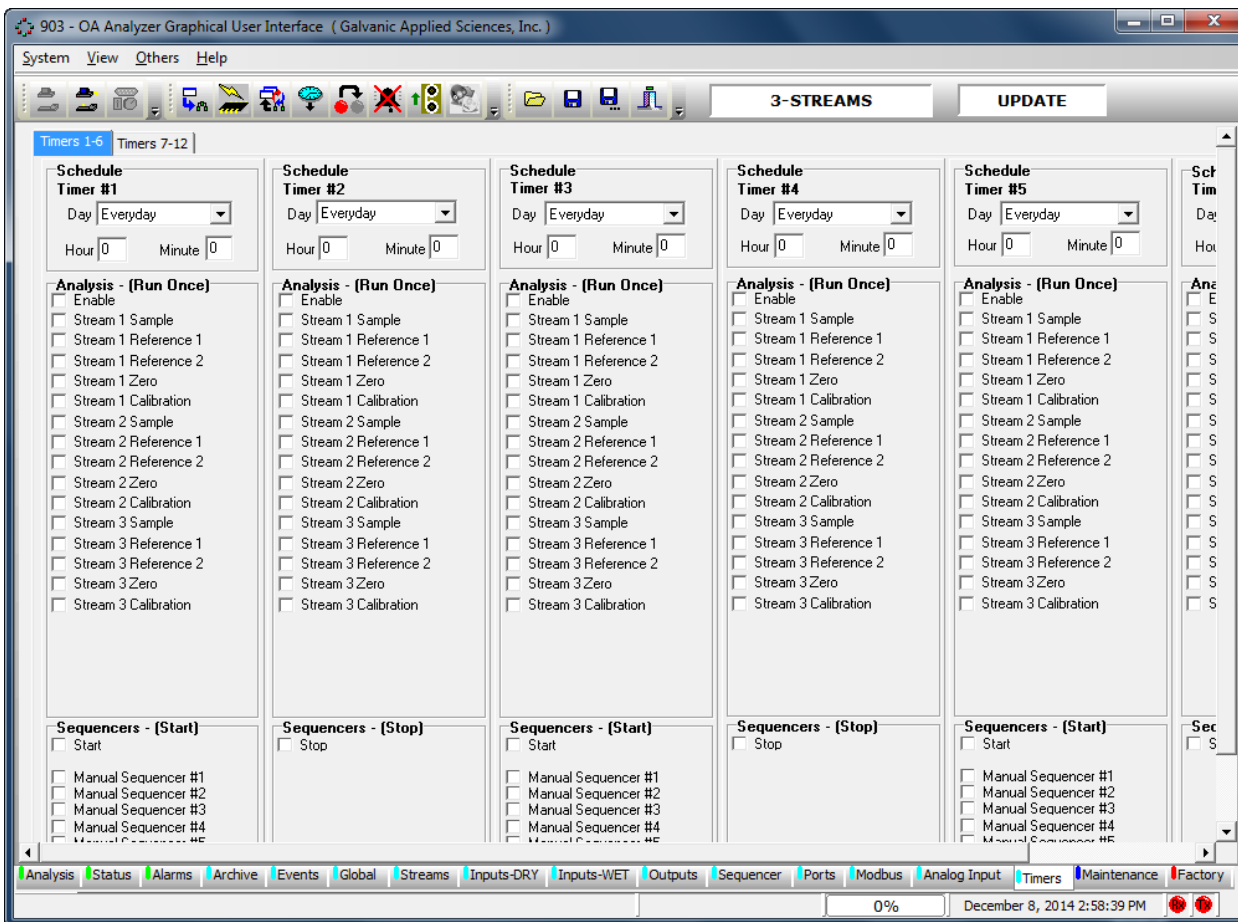 903 - OA Analyzer Graphical User Interface ( Galvanic Applied Sciences, Inc. )
System View Others Help
3-STREAMS UPDATE
Timers 1-6 Timers 7-12
Schedule Schedule Schedule Schedule Schedule
Timer #1 Timer #2 Timer #3 Timer #4 Timer #5
Day Everyday Day Everyday Day Everyday Day Everyday Day Everyday
Hour 0 Minute 0 Hour 0 Minute 0 Hour 0 Minute 0 Hour 0 Minute 0 Hour 0 Minute 0
Analysis - (Run Once) Analysis - (Run Once) Analysis - (Run Once) Analysis - (Run Once) Analysis - (Run Once)
Enable Enable Enable Enable Enable
Stream 1 Sample Stream 1 Sample Stream 1 Sample Stream 1 Sample Stream 1 Sample
Stream 1 Reference 1 Stream 1 Reference 1 Stream 1 Reference 1 Stream 1 Reference 1 Stream 1 Reference 1
Stream 1 Reference 2 Stream 1 Reference 2 Stream 1 Reference 2 Stream 1 Reference 2 Stream 1 Reference 2
Stream 1 Zero Stream 1 Zero Stream 1 Zero Stream 1 Zero Stream 1 Zero
Stream 1 Calibration Stream 1 Calibration Stream 1 Calibration Stream 1 Calibration Stream 1 Calibration
Stream 2 Sample Stream 2 Sample Stream 2 Sample Stream 2 Sample Stream 2 Sample
Stream 2 Reference 1 Stream 2 Reference 1 Stream 2 Reference 1 Stream 2 Reference 1 Stream 2 Reference 1
Stream 2 Reference 2 Stream 2 Reference 2 Stream 2 Reference 2 Stream 2 Reference 2 Stream 2 Reference 2
Stream 2 Zero Stream 2 Zero Stream 2 Zero Stream 2 Zero Stream 2 Zero
Stream 2 Calibration Stream 2 Calibration Stream 2 Calibration Stream 2 Calibration Stream 2 Calibration
Stream 3 Sample Stream 3 Sample Stream 3 Sample Stream 3 Sample Stream 3 Sample
Stream 3 Reference 1 Stream 3 Reference 1 Stream 3 Reference 1 Stream 3 Reference 1 Stream 3 Reference 1
Stream 3 Reference 2 Stream 3 Reference 2 Stream 3 Reference 2 Stream 3 Reference 2 Stream 3 Reference 2
Stream 3 Zero Stream 3 Zero Stream 3 Zero Stream 3 Zero Stream 3 Zero
Stream 3 Calibration Stream 3 Calibration Stream 3 Calibration Stream 3 Calibration Stream 3 Calibration
Sequencers - (Start) Sequencers - (Stop) Sequencers - (Start) Sequencers - (Stop) Sequencers - (Start)
Start Stop Start Stop Start
Manual Sequencer #1 Manual Sequencer #1 Manual Sequencer #1
Manual Sequencer #2 Manual Sequencer #2 Manual Sequencer #2
Manual Sequencer #3 Manual Sequencer #3 Manual Sequencer #3
Manual Sequencer #4 Manual Sequencer #4 Manual Sequencer #4
Analysis Status Alarms Archive Events Global Streams Inputs-DRY Inputs-WET Outputs Sequencer Ports Modbus Analog Input Timers Maintenance Factory
0% December 8, 2014 2:58:39 PM Rx Tx